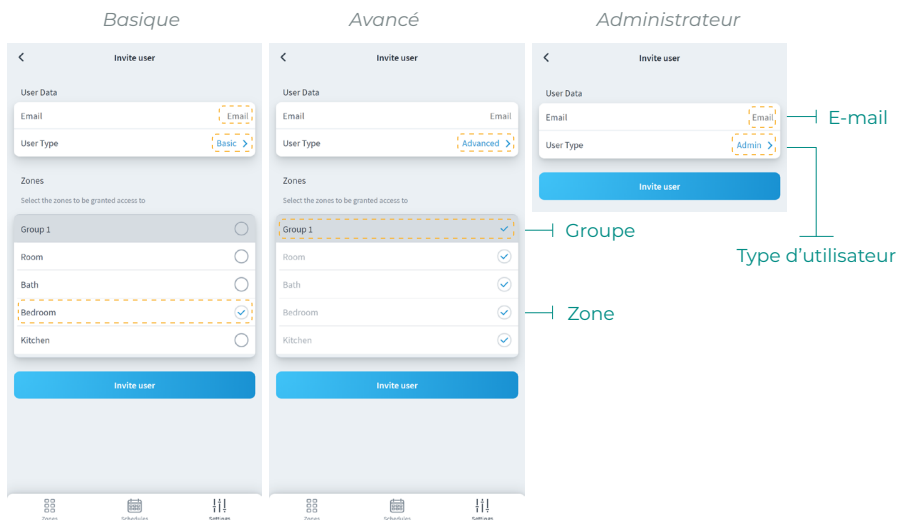 Basique
Avancé
Administrateur
Invite user
User Data
Email Email
User Type Basic
Zones
Select the zones to be granted access to
Group 1
Room
Bath
Bedroom
Kitchen
Invite user
Zones Schedules Settings
Invite user
User Data
Email Email
User Type Advanced
Zones
Select the zones to be granted access to
Group 1
Room
Bath
Bedroom
Kitchen
Invite user
Zones Schedules Settings
Invite user
User Data
Email Email
User Type Admin
Invite user
E-mail
Groupe
Type d’utilisateur
Zone